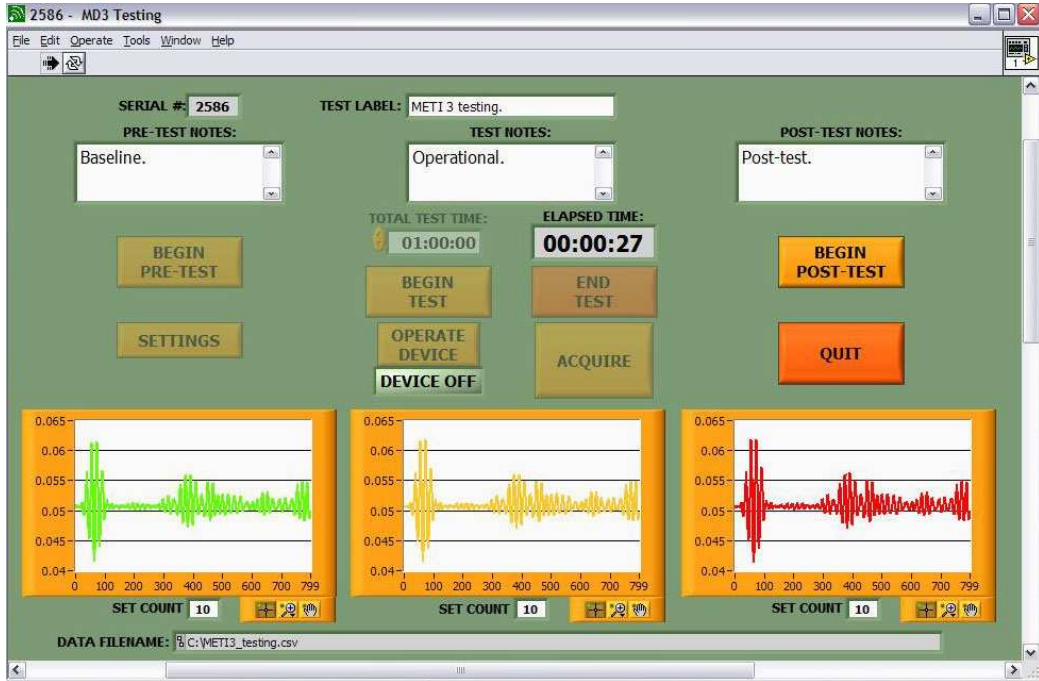 2586 - MD3 Testing
File Edit Operate Tools Window Help
1
SERIAL #: 2586 TEST LABEL: METI 3 testing.
PRE-TEST NOTES: TEST NOTES: POST-TEST NOTES:
Baseline. Operational. Post-test.
TOTAL TEST TIME: ELAPSED TIME:
01:00:00 00:00:27
BEGIN PRE-TEST
BEGIN TEST
END TEST
BEGIN POST-TEST
SETTINGS
OPERATE DEVICE
DEVICE OFF
ACQUIRE
QUIT
0.065
0.06
0.055
0.05
0.045
0.04
0 100 200 300 400 500 600 700 799
SET COUNT 10
0.065
0.06
0.055
0.05
0.045
0.04
0 100 200 300 400 500 600 700 799
SET COUNT 10
0.065
0.06
0.055
0.05
0.045
0.04
0 100 200 300 400 500 600 700 799
SET COUNT 10
DATA FILENAME: C:\METI3_testing.csv